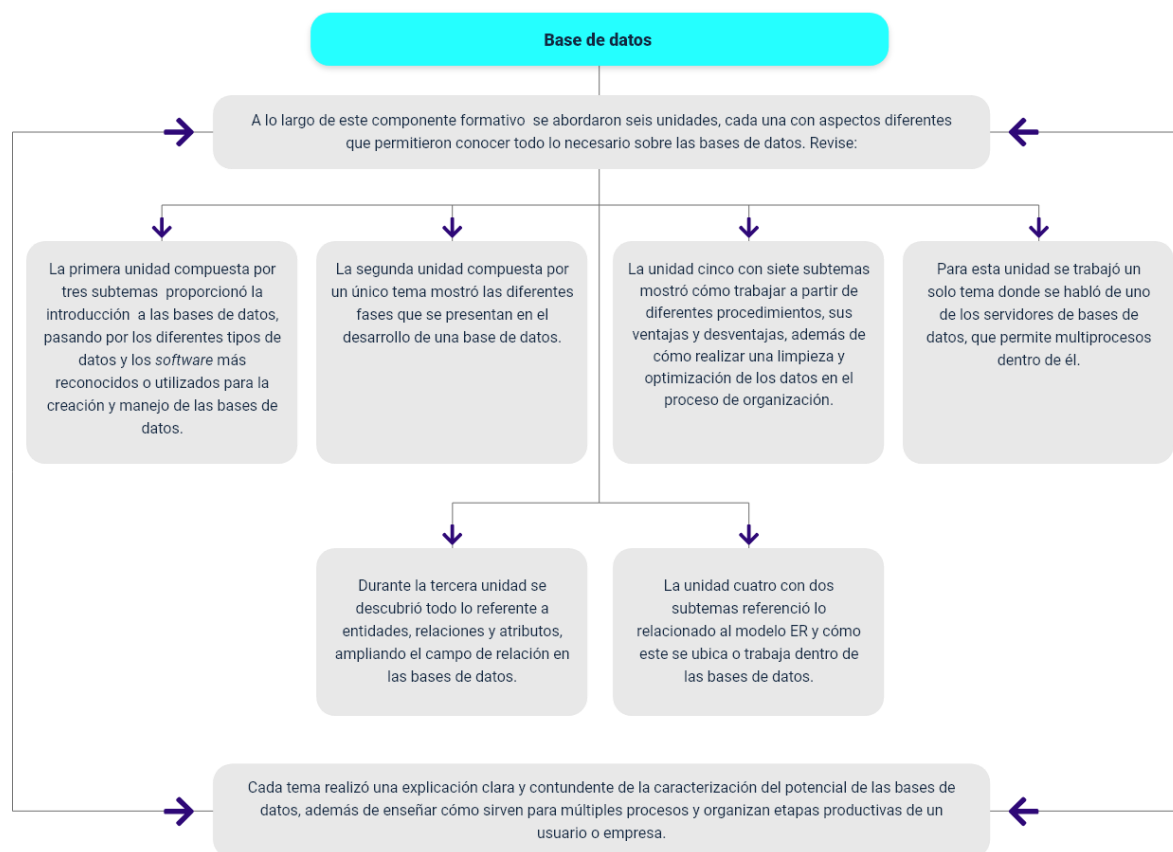 Base de datos
A lo largo de este componente formativo se abordaron seis unidades, cada una con aspectos diferentes
que permitieron conocer todo lo necesario sobre las bases de datos. Revise:
La primera unidad compuesta por
tres subtemas proporcionó la
introducción a las bases de datos,
pasando por los diferentes tipos de
datos y los software más
reconocidos o utilizados para la
creación y manejo de las bases de
datos.
La segunda unidad compuesta por
un único tema mostró las diferentes
fases que se presentan en el
desarrollo de una base de datos.
La unidad cinco con siete subtemas
mostró cómo trabajar a partir de
diferentes procedimientos, sus
ventajas y desventajas, además de
cómo realizar una limpieza y
optimización de los datos en el
proceso de organización.
Para esta unidad se trabajó un
solo tema donde se habló de uno
de los servidores de bases de
datos, que permite multiprocesos
dentro de él.
Durante la tercera unidad se
descubrió todo lo referente a
entidades, relaciones y atributos,
ampliando el campo de relación en
las bases de datos.
La unidad cuatro con dos
subtemas referenció lo
relacionado al modelo ER y cómo
este se ubica o trabaja dentro de
las bases de datos.
Cada tema realizó una explicación clara y contundente de la caracterización del potencial de las bases de
datos, además de enseñar cómo sirven para múltiples procesos y organizan etapas productivas de un
usuario o empresa.